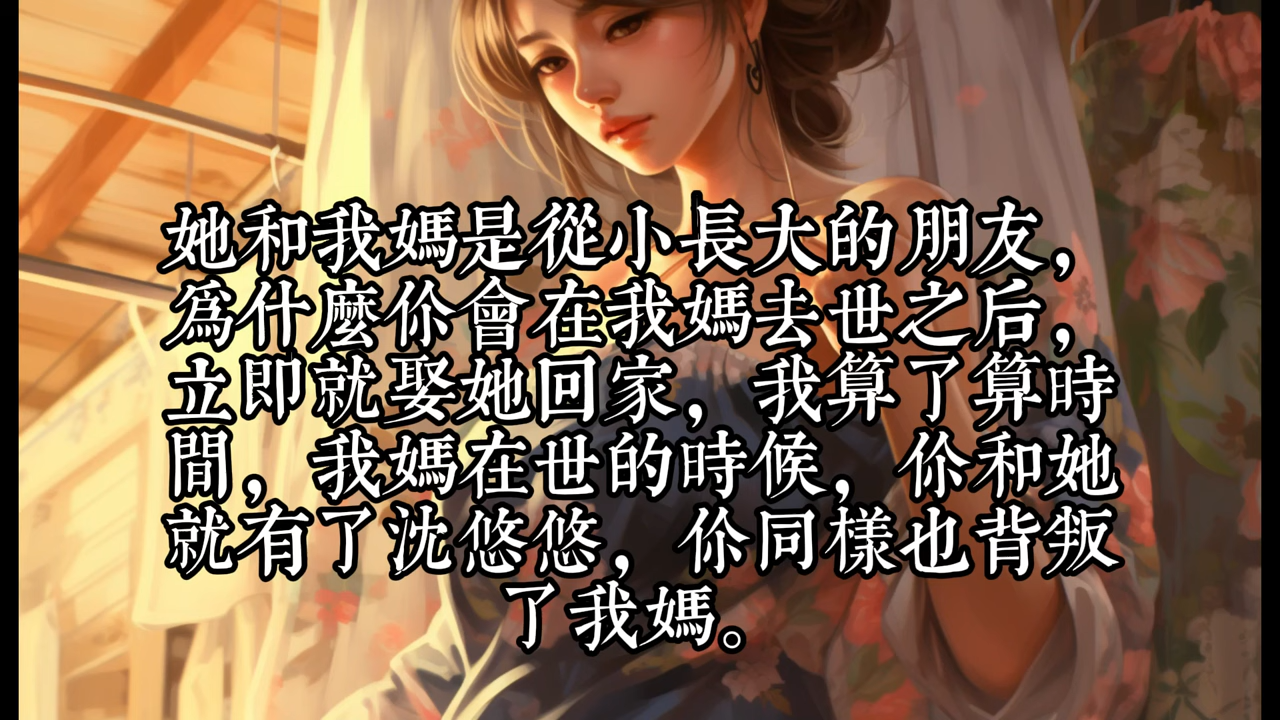 她和我媽是從小長大的朋友，
爲什麼伱會在我媽去世之后，
立即就娶她回家，我算了算時
間，我媽在世的時候，伱和她
就有了沈悠悠，伱同樣也背叛
了我媽。